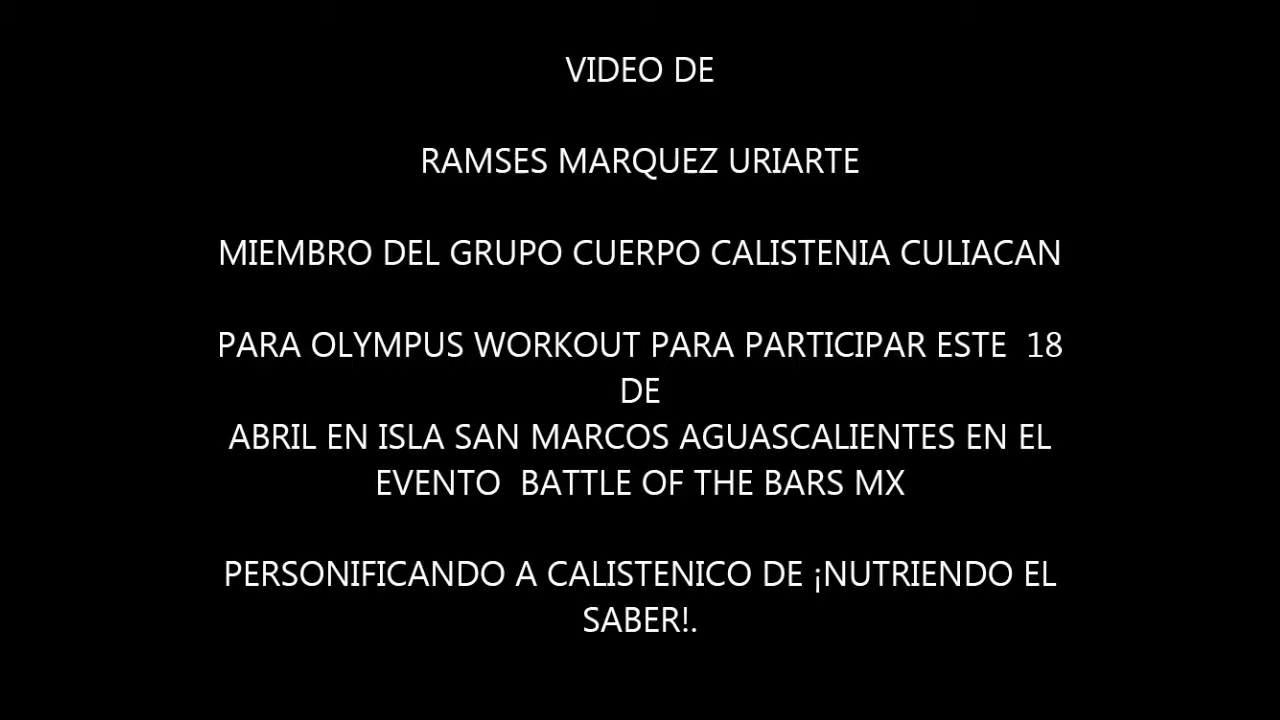 VIDEO DE
RAMSES MARQUEZ URIARTE
MIEMBRO DEL GRUPO CUERPO CALISTENIA CULIACAN
PARA OLYMPUS WORKOUT PARA PARTICIPAR ESTE  18
DE
ABRIL EN ISLA SAN MARCOS AGUASCALIENTES EN EL
EVENTO  BATTLE OF THE BARS MX
PERSONIFICANDO A CALISTENICO DE ¡NUTRIENDO EL
SABER!.